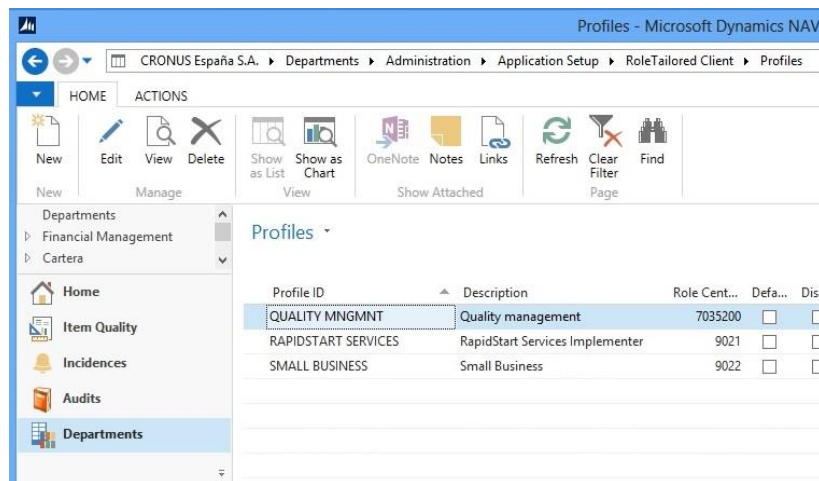 Profiles - Microsoft Dynamics NAV
CRONUS España S.A. ▸ Departments ▸ Administration ▸ Application Setup ▸ RoleTailored Client ▸ Profiles
HOME ACTIONS
New Edit View Delete Show as List Show as Chart OneNote Notes Links Refresh Clear Filter Find
New Manage View Show Attached Page
Departments
Financial Management
Cartera
Profiles
Home
Item Quality
Incidences
Audits
Departments
Profile ID Description Role Cent... Defa... Dis
QUALITY MNGMNT Quality management 7035200
RAPIDSTART SERVICES RapidStart Services Implementer 9021
SMALL BUSINESS Small Business 9022